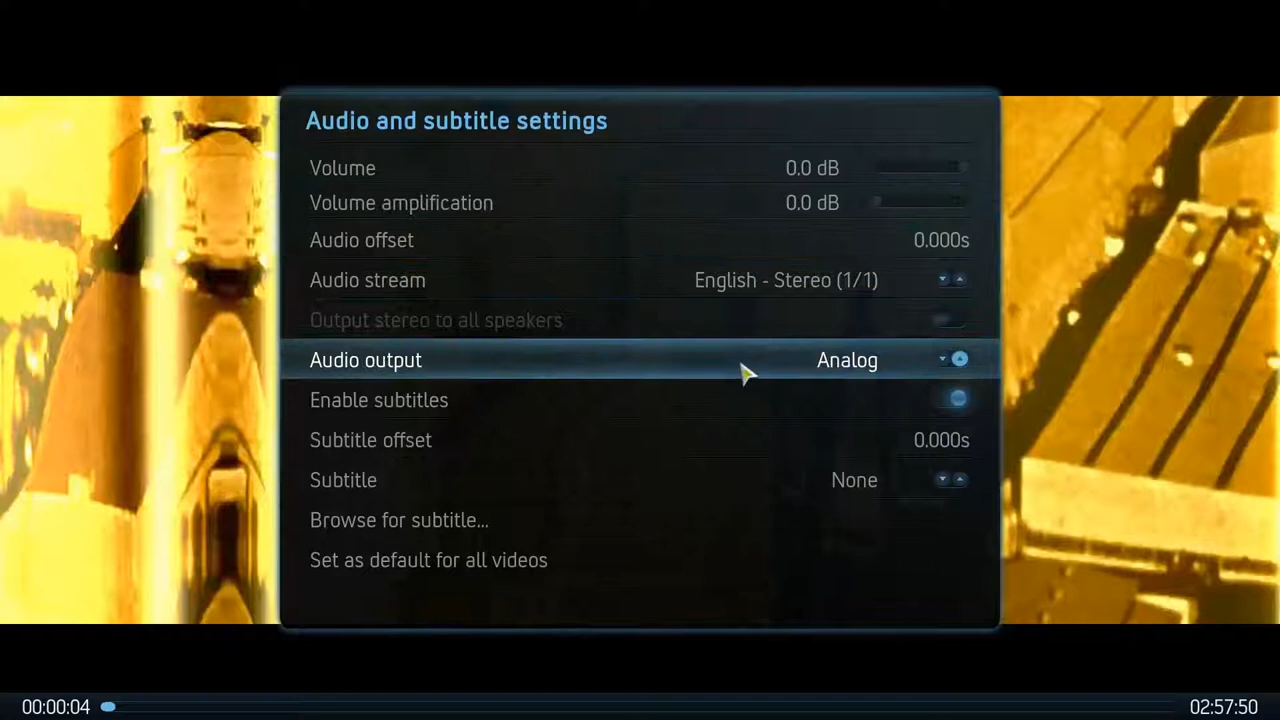 Audio and subtitle settings
Volume 0.0 dB
Volume amplification 0.0 dB
Audio offset 0.000s
Audio stream English - Stereo (1/1)
Output stereo to all speakers
Audio output Analog
Enable subtitles
Subtitle offset 0.000s
Subtitle None
Browse for subtitle...
Set as default for all videos
00:00:04 02:57:50